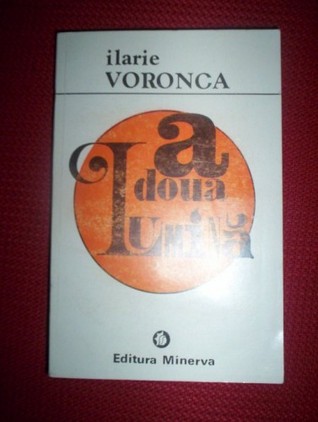 ilarie
VORONCA
a
doua
Lumină
Editura Minerva